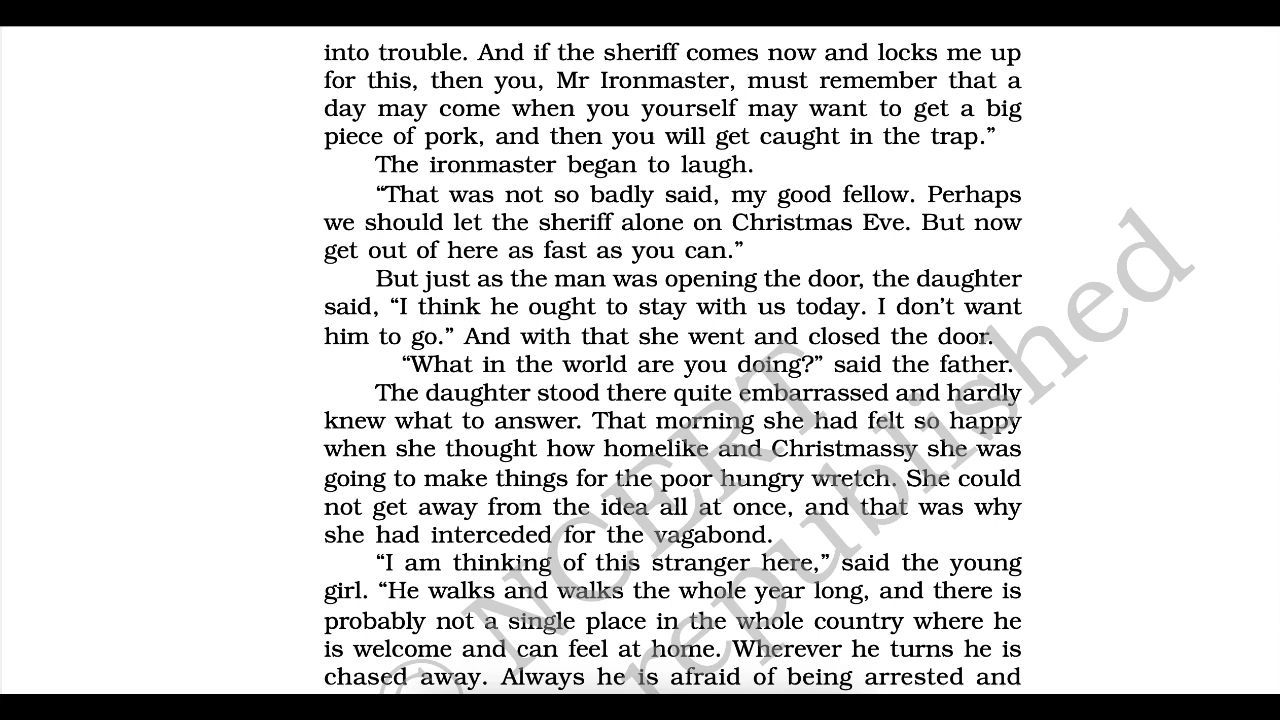 into trouble. And if the sheriff comes now and locks me up
for this, then you, Mr Ironmaster, must remember that a
day may come when you yourself may want to get a big
piece of pork, and then you will get caught in the trap.”
The ironmaster began to laugh.
“That was not so badly said, my good fellow. Perhaps
we should let the sheriff alone on Christmas Eve. But now
get out of here as fast as you can.”
But just as the man was opening the door, the daughter
said, “I think he ought to stay with us today. I don’t want
him to go.” And with that she went and closed the door.
“What in the world are you doing?” said the father.
The daughter stood there quite embarrassed and hardly
knew what to answer. That morning she had felt so happy
when she thought how homelike and Christmassy she was
going to make things for the poor hungry wretch. She could
not get away from the idea all at once, and that was why
she had interceded for the vagabond.
“I am thinking of this stranger here,” said the young
girl. “He walks and walks the whole year long, and there is
probably not a single place in the whole country where he
is welcome and can feel at home. Wherever he turns he is
chased away. Always he is afraid of being arrested and
© NCERT
republished